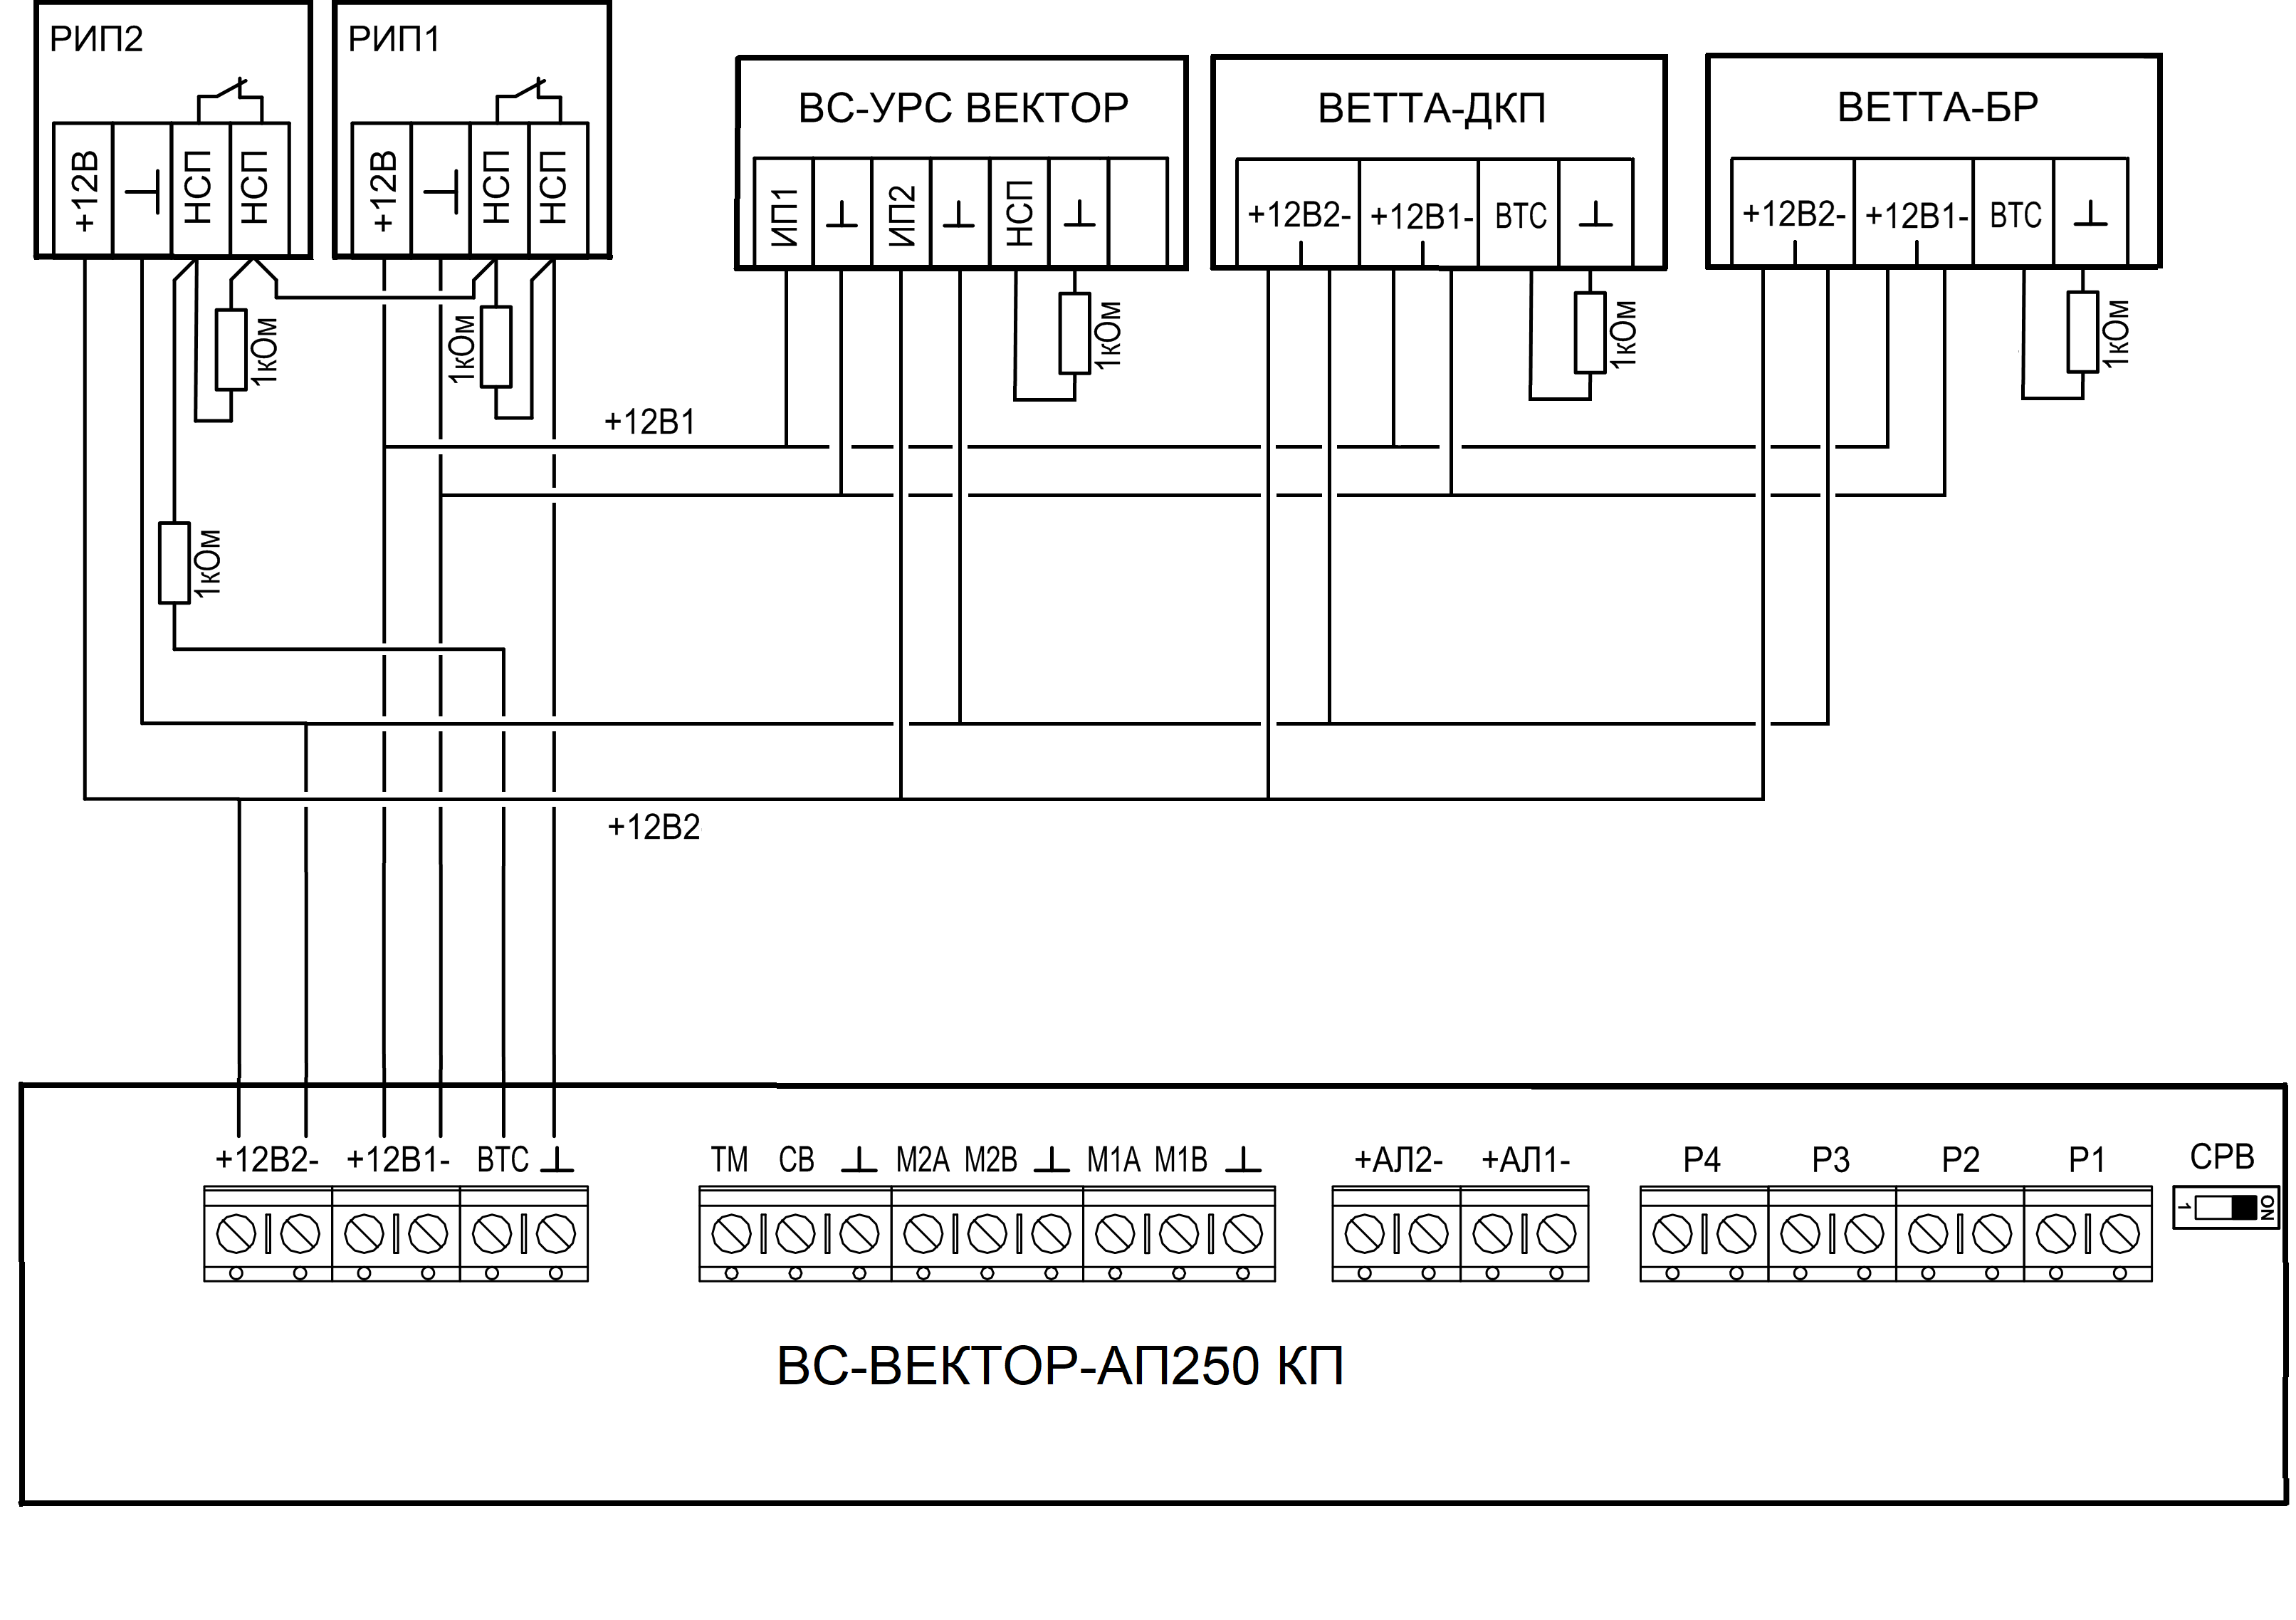 РИП2
+12В ⊥ НСП НСП
РИП1
+12В ⊥ НСП НСП
ВС-УРС ВЕКТОР
ИП1 ⊥ ИП2 ⊥ НСП ⊥
ВЕТТА-ДКП
+12В2- +12В1- ВТС ⊥
ВЕТТА-БР
+12В2- +12В1- ВТС ⊥
1кОм
1кОм
1кОм
1кОм
1кОм
+12В1
1кОм
+12В2
+12В2- +12В1- ВТС ⊥
ТМ СВ ⊥ М2А М2В ⊥ М1А М1В ⊥
+АЛ2- +АЛ1-
Р4 Р3 Р2 Р1
СРВ
1 ON
ВС-ВЕКТОР-АП250 КП